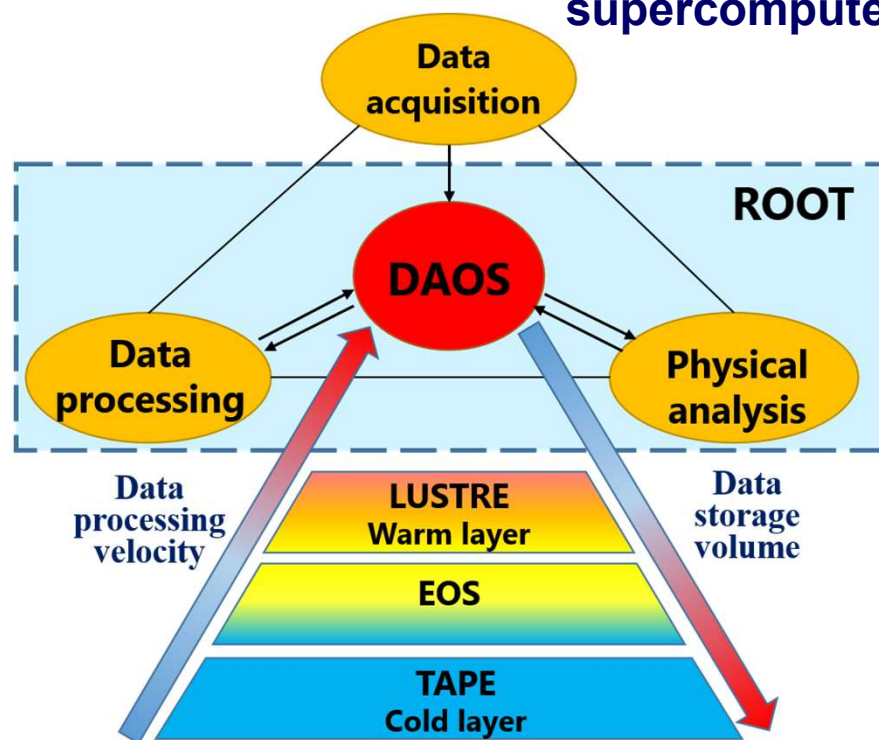 supercompute
Data
acquisition
ROOT
DAOS
Data
processing
Physical
analysis
Data
processing
velocity
LUSTRE
Warm layer
Data
storage
volume
EOS
TAPE
Cold layer